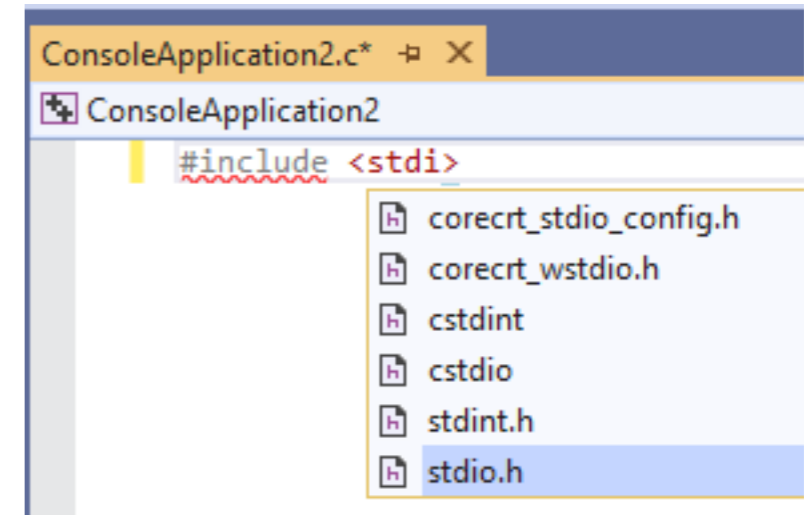 ConsoleApplication2.c*
ConsoleApplication2
#include <stdi>
corecrt_stdio_config.h
corecrt_wstdio.h
cstdint
cstdio
stdint.h
stdio.h